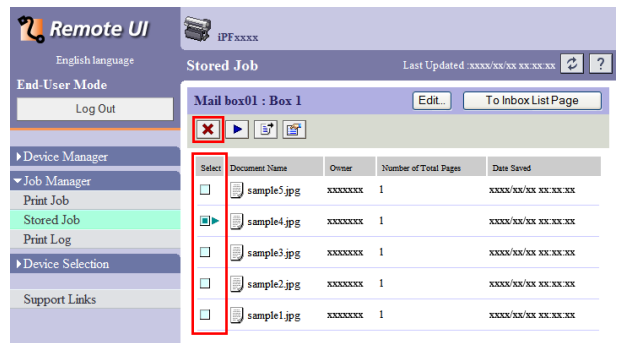 Remote UI
English language
End-User Mode
Log Out
Device Manager
Job Manager
Print Job
Stored Job
Print Log
Device Selection
Support Links
iPFxxxx
Stored Job
Last Updated :xxxx/xx/xx xx:xx:xx
?
Mail box01 : Box 1
Edit...
To Inbox List Page
Select Document Name Owner Number of Total Pages Date Saved
sample5.jpg xxxxxxx 1 xxxx/xx/xx xx:xx:xx
sample4.jpg xxxxxxx 1 xxxx/xx/xx xx:xx:xx
sample3.jpg xxxxxxx 1 xxxx/xx/xx xx:xx:xx
sample2.jpg xxxxxxx 1 xxxx/xx/xx xx:xx:xx
sample1.jpg xxxxxxx 1 xxxx/xx/xx xx:xx:xx